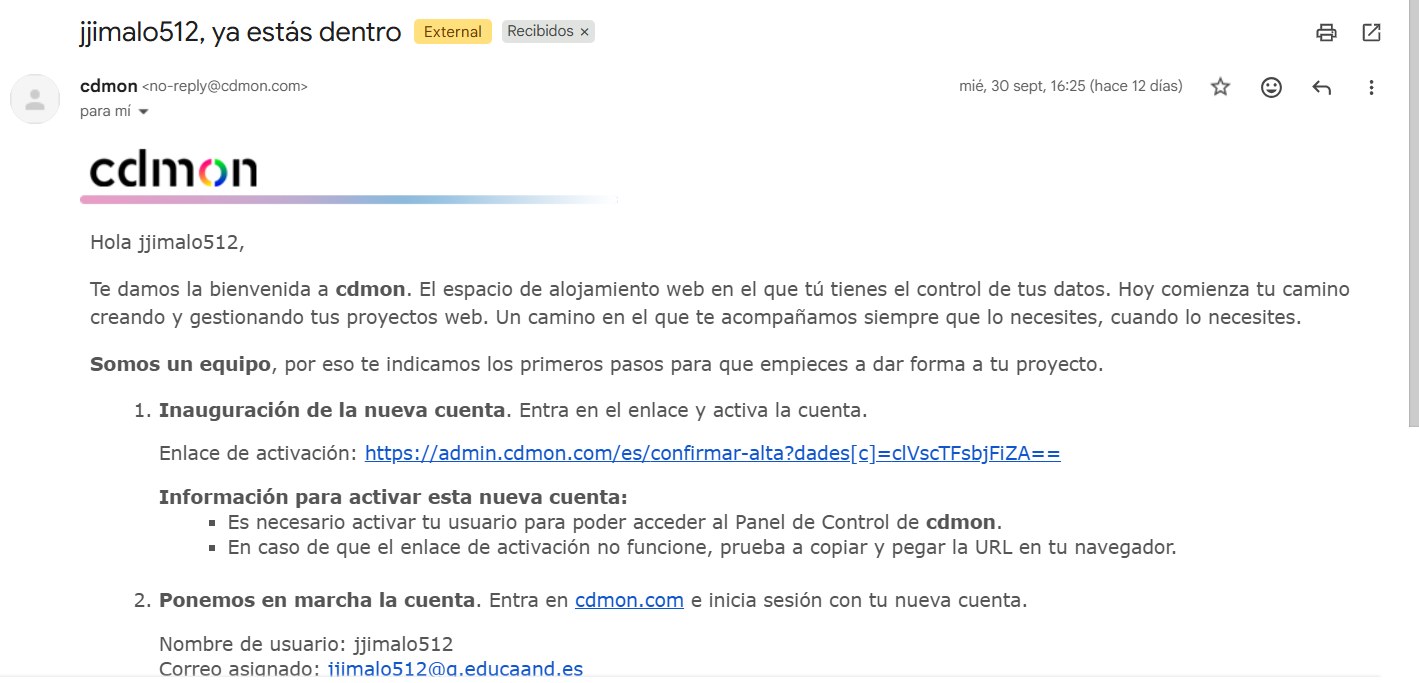 jjimalo512, ya estás dentro External Recibidos ×
cdmon <no-reply@cdmon.com> mié, 30 sept, 16:25 (hace 12 días)
para mí
cdmon
Hola jjimalo512,
Te damos la bienvenida a cdmon. El espacio de alojamiento web en el que tú tienes el control de tus datos. Hoy comienza tu camino
creando y gestionando tus proyectos web. Un camino en el que te acompañamos siempre que lo necesites, cuando lo necesites.
Somos un equipo, por eso te indicamos los primeros pasos para que empieces a dar forma a tu proyecto.
1. Inauguración de la nueva cuenta. Entra en el enlace y activa la cuenta.
Enlace de activación: https://admin.cdmon.com/es/confirmar-alta?dades[c]=clVscTFsbjFiZA==
Información para activar esta nueva cuenta:
▪ Es necesario activar tu usuario para poder acceder al Panel de Control de cdmon.
▪ En caso de que el enlace de activación no funcione, prueba a copiar y pegar la URL en tu navegador.
2. Ponemos en marcha la cuenta. Entra en cdmon.com e inicia sesión con tu nueva cuenta.
Nombre de usuario: jjimalo512
Correo asignado: jjimalo512@g.educaand.es